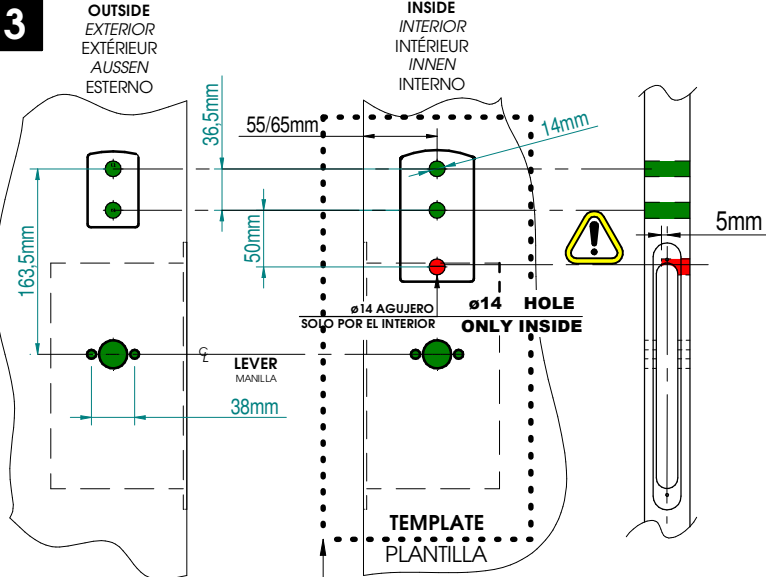 3
OUTSIDE
EXTERIOR
EXTÉRIEUR
AUSSEN
ESTERNO
INSIDE
INTERIOR
INTÉRIEUR
INNEN
INTERNO
36,5mm
55/65mm
14mm
50mm
163,5mm
5mm
ø14 AGUJERO
SOLO POR EL INTERIOR
ø14 HOLE
ONLY INSIDE
℄
LEVER
MANILLA
38mm
TEMPLATE
PLANTILLA